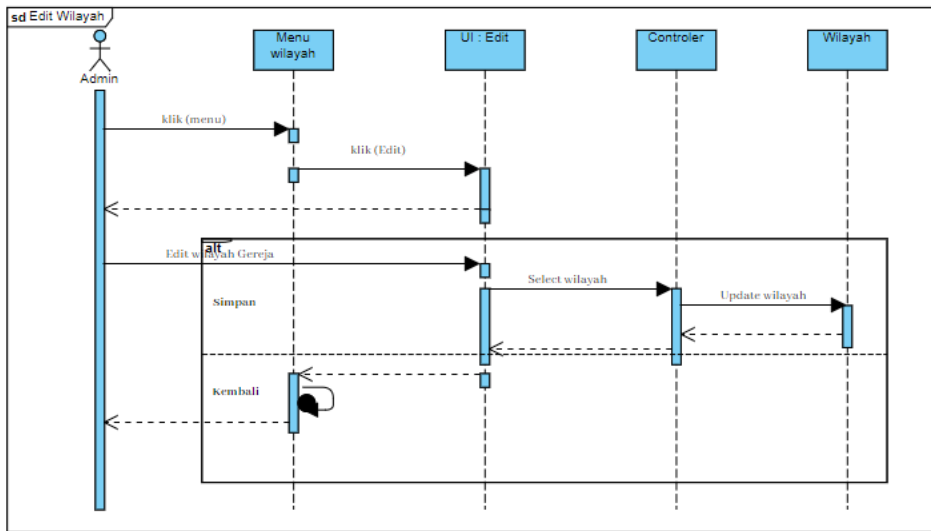 sd Edit Wilayah
Admin
Menu
wilayah
UI : Edit
Controler
Wilayah
klik (menu)
klik (Edit)
alt
Edit wilayah Gereja
Select wilayah
Update wilayah
Simpan
Kembali